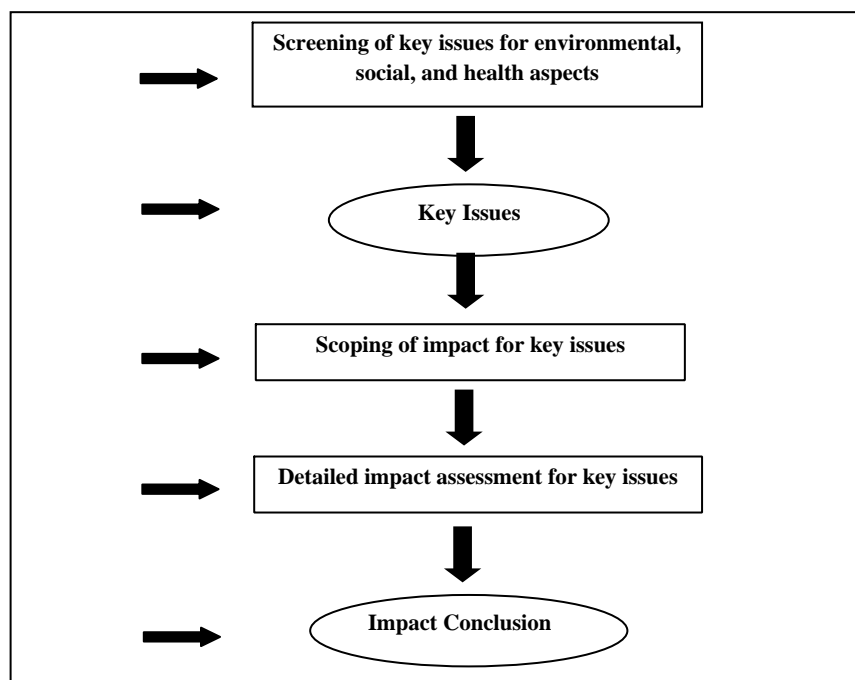 Screening of key issues for environmental,
social, and health aspects
Key Issues
Scoping of impact for key issues
Detailed impact assessment for key issues
Impact Conclusion